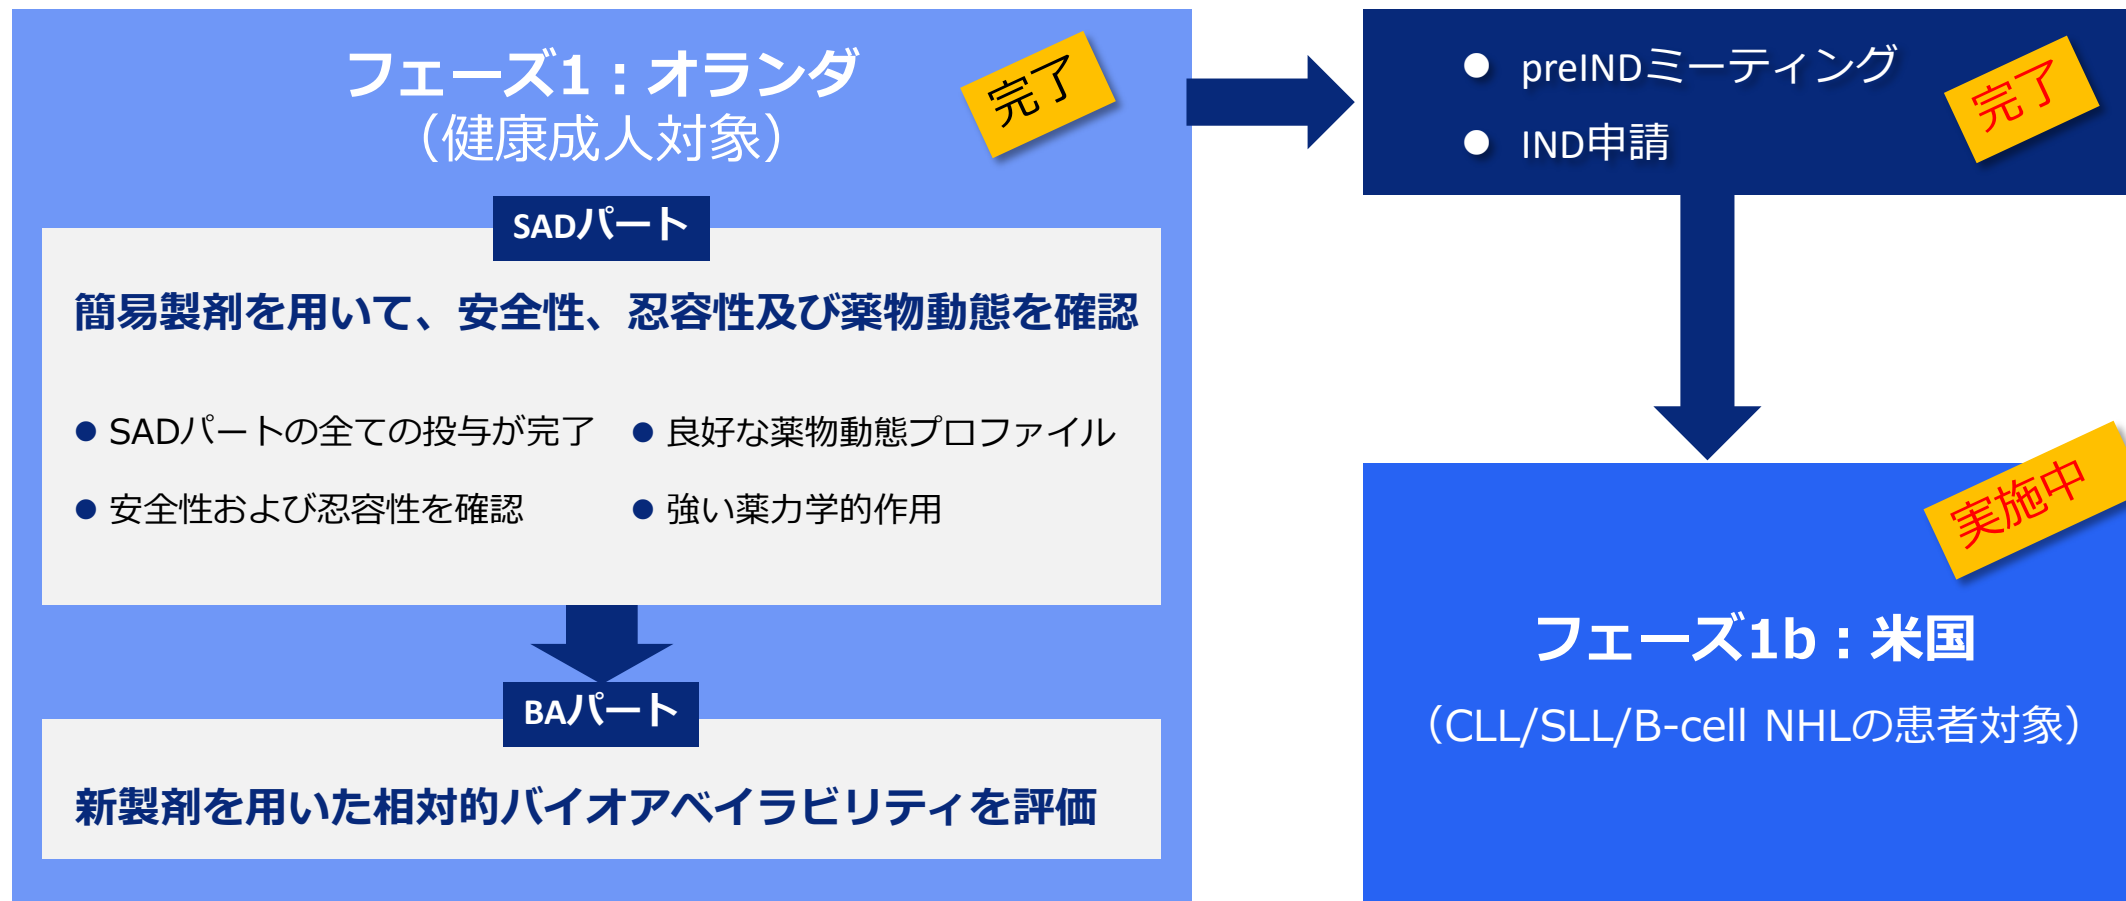 フェーズ1：オランダ
（健康成人対象）
完了
SADパート
簡易製剤を用いて、安全性、忍容性及び薬物動態を確認
● SADパートの全ての投与が完了
● 安全性および忍容性を確認
● 良好な薬物動態プロファイル
● 強い薬力学的作用
BAパート
新製剤を用いた相対的バイオアベイラビリティを評価
● preINDミーティング
● IND申請
完了
実施中
フェーズ1b：米国
（CLL/SLL/B-cell NHLの患者対象）